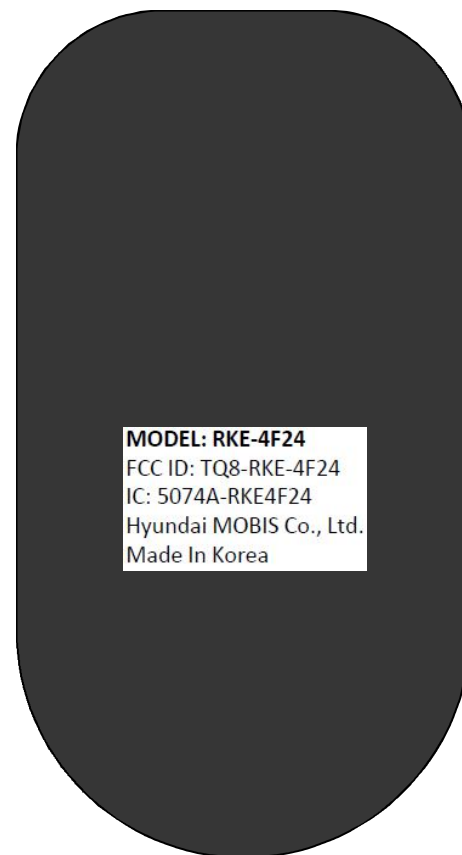 MODEL: RKE-4F24
FCC ID: TQ8-RKE-4F24
IC: 5074A-RKE4F24
Hyundai MOBIS Co., Ltd.
Made In Korea